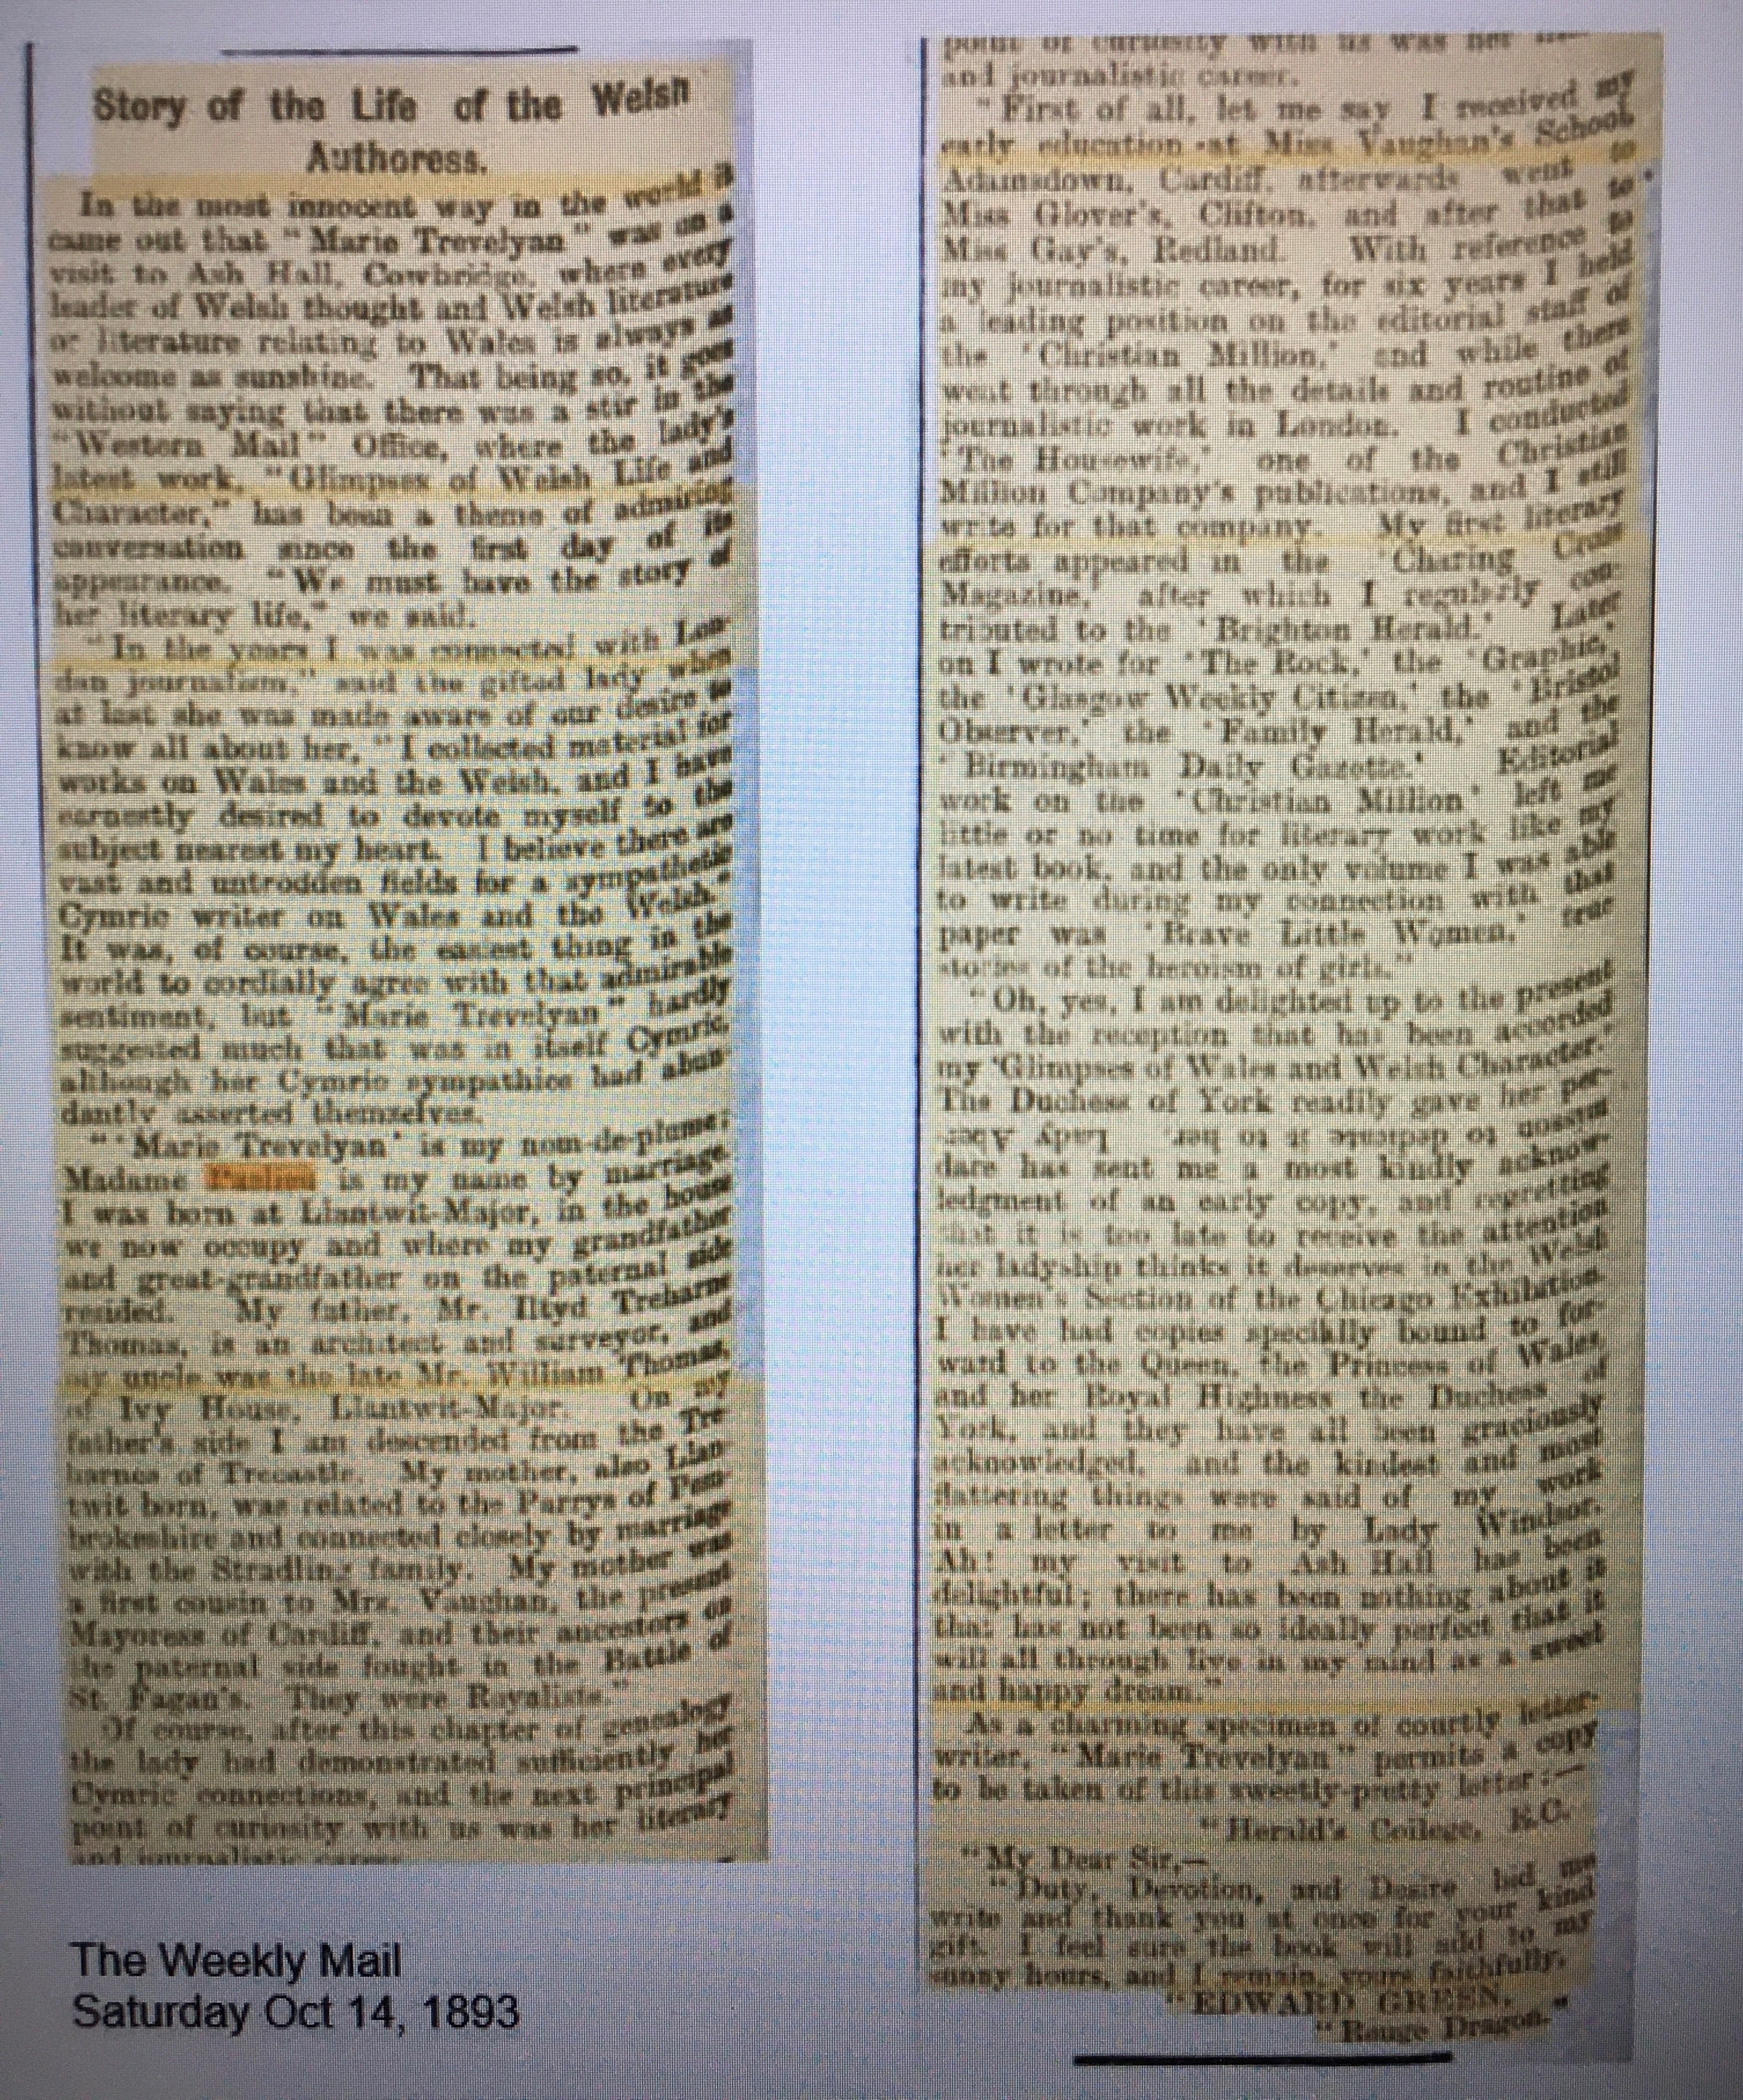 Story of the Life of the Welsh
Authoress.
In the most innocent way in the world it
came out that "Marie Trevelyan" was on a
visit to Ash Hall, Cowbridge, where every
leader of Welsh thought and Welsh literature
or literature relating to Wales is always as
welcome as sunshine. That being so, it goes
without saying that there was a stir in the
"Western Mail" Office, where the lady's
latest work, "Glimpses of Welsh Life and
Character," has been a theme of admiring
conversation since the first day of its
appearance. "We must have the story of
her literary life," we said.
"In the years I was connected with Lon-
don journalism," said the gifted lady when
at last she was made aware of our desire to
know all about her, "I collected material for
works on Wales and the Welsh, and I have
earnestly desired to devote myself to the
subject nearest my heart. I believe there are
vast and untrodden fields for a sympathetic
Cymric writer on Wales and the Welsh."
It was, of course, the easiest thing in the
world to cordially agree with that admirable
sentiment, but "Marie Trevelyan" hardly
suggested much that was in itself Cymric,
although her Cymric sympathies had abun-
dantly asserted themselves.
"'Marie Trevelyan' is my nom-de-plume;
Madame is my name by marriage.
I was born at Llantwit-Major, in the house
we now occupy and where my grandfather
and great-grandfather on the paternal side
resided. My father, Mr. Iltyd Treharne
Thomas, is an architect and surveyor, and
my uncle was the late Mr. William Thomas,
of Ivy House, Llantwit-Major. On my
father's side I am descended from the Tre
harnes of Trecastle. My mother, also Llan-
twit born, was related to the Parrys of Pem-
brokeshire and connected closely by marriage
with the Stradling family. My mother was
a first cousin to Mrs. Vaughan, the present
Mayoress of Cardiff, and their ancestors on
the paternal side fought in the Battle of
St. Fagan's. They were Royalists."
Of course, after this chapter of genealogy
the lady had demonstrated sufficiently her
Cymric connections, and the next principal
point of curiosity with us was her literary
and journalistic career.
The Weekly Mail
Saturday Oct 14, 1893
point of curiosity with us was her
and journalistic career.
"First of all, let me say I received my
early education at Miss Vaughan's School
Adamsdown, Cardiff, afterwards went to
Miss Glover's, Clifton, and after that to
Miss Gay's, Redland. With reference to
my journalistic career, for six years I held
a leading position on the editorial staff of
the 'Christian Million,' and while there
went through all the details and routine of
journalistic work in London. I conducted
'The Housewife,' one of the Christian
Million Company's publications, and I still
write for that company. My first literary
efforts appeared in the 'Charing Cross
Magazine,' after which I regularly con-
tributed to the 'Brighton Herald.' Later
on I wrote for 'The Rock,' the 'Graphic,'
the 'Glasgow Weekly Citizen,' the 'Bristol
Observer,' the 'Family Herald,' and the
'Birmingham Daily Gazette.' Editorial
work on the 'Christian Million' left me
little or no time for literary work like my
latest book, and the only volume I was able
to write during my connection with that
paper was 'Brave Little Women,' true
stories of the heroism of girls."
"Oh, yes, I am delighted up to the present
with the reception that has been accorded
my 'Glimpses of Wales and Welsh Character.'
The Duchess of York readily gave her per-
mission to dedicate it to her. Lady Aber-
dare has sent me a most kindly acknow-
ledgment of an early copy, and regretting
that it is too late to receive the attention
her ladyship thinks it deserves in the Welsh
Women's Section of the Chicago Exhibition.
I have had copies specially bound to for-
ward to the Queen, the Princess of Wales,
and her Royal Highness the Duchess of
York, and they have all been graciously
acknowledged, and the kindest and most
flattering things were said of my work
in a letter to me by Lady Windsor.
Ah! my visit to Ash Hall has been
delightful; there has been nothing about it
that has not been so ideally perfect that it
will all through live in my mind as a sweet
and happy dream."
As a charming specimen of courtly letter-
writer, "Marie Trevelyan" permits a copy
to be taken of this sweetly-pretty letter:—
"Herald's College, E.C.
"My Dear Sir,—
"Duty, Devotion, and Desire bid me
write and thank you at once for your kind
gift. I feel sure the book will add to my
sunny hours, and I remain, yours faithfully,
"EDWARD GREEN,
"Rouge Dragon."